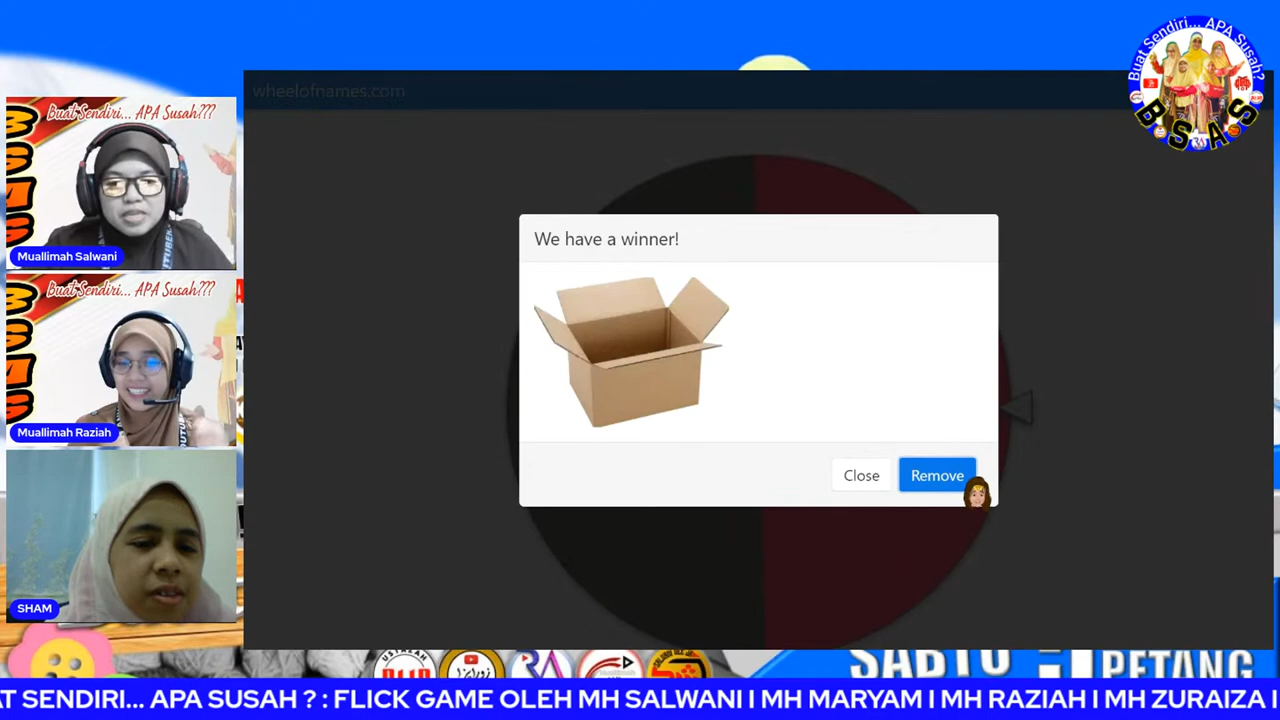 Buat Sendiri... APA Susah?
B S A S
wheelofnames.com
Buat Sendiri... APA Susah???
Muallimah Salwani
We have a winner!
Buat Sendiri... APA Susah???
Muallimah Raziah
Close
Remove
SHAM
SABTU
PETANG
AT SENDIRI... APA SUSAH ? : FLICK GAME OLEH MH SALWANI I MH MARYAM I MH RAZIAH I MH ZURAIZA I